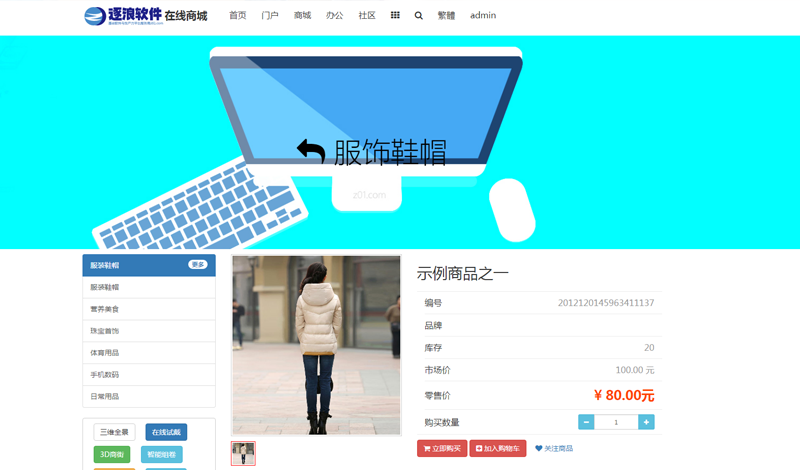 逐浪软件 在线商城 首页 门户 商城 办公 社区 繁體 admin
服饰鞋帽
z01.com
服装鞋帽 更多
服装鞋帽
营养美食
珠宝首饰
体育用品
手机数码
日常用品
三维全景 在线试戴
3D商街 智能鞋帮
示例商品之一
编号 2012120145963411137
品牌
库存 20
市场价 100.00 元
零售价 ¥ 80.00元
购买数量 1
立即购买 加入购物车 关注商品